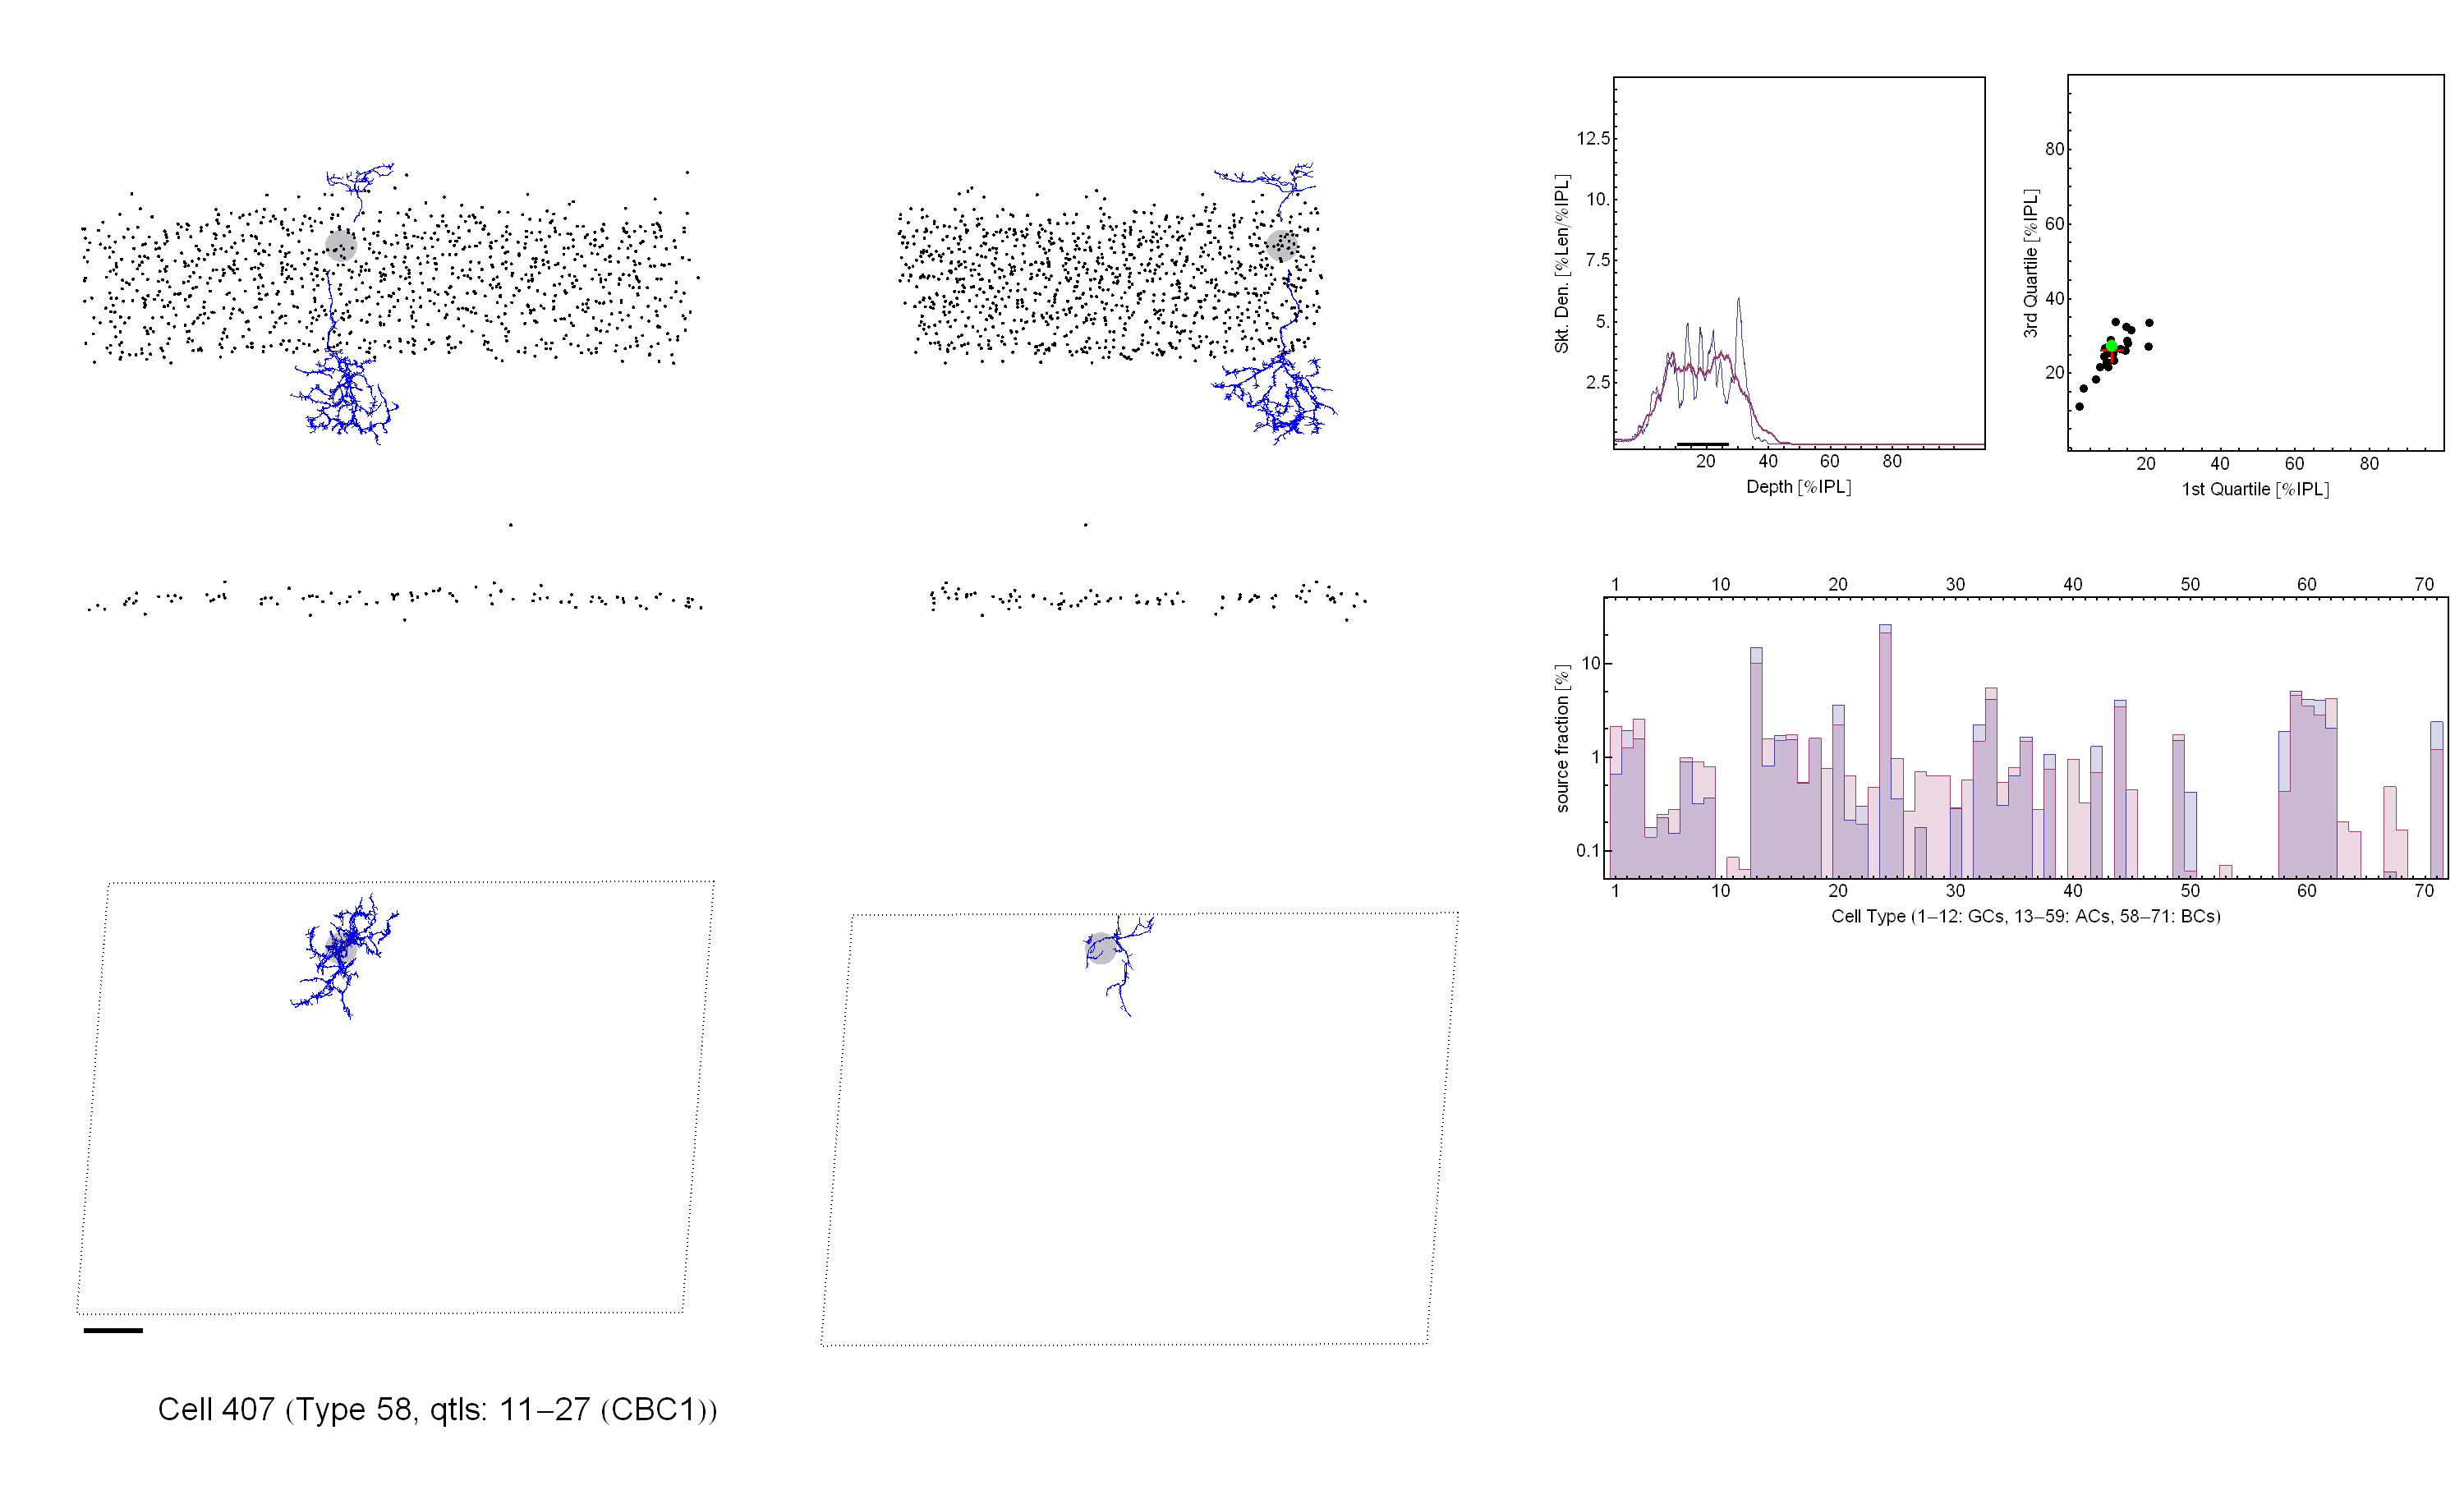 12.5
10.
7.5
5.
2.5
Skt. Den. [%Len/%IPL]
20 40 60 80
Depth [%IPL]
80
60
40
20
3rd Quartile [%IPL]
20 40 60 80
1st Quartile [%IPL]
1 10 20 30 40 50 60 70
10
1
0.1
source fraction [%]
1 10 20 30 40 50 60 70
Cell Type (1–12: GCs, 13–59: ACs, 58–71: BCs)
Cell 407 (Type 58, qtls: 11–27 (CBC1))